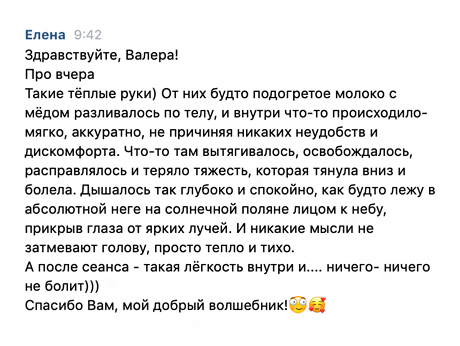 Елена 9:42
Здравствуйте, Валера!
Про вчера
Такие тёплые руки) От них будто подогретое молоко с
мёдом разливалось по телу, и внутри что-то происходило-
мягко, аккуратно, не причиняя никаких неудобств и
дискомфорта. Что-то там вытягивалось, освобождалось,
расправлялось и теряло тяжесть, которая тянула вниз и
болела. Дышалось так глубоко и спокойно, как будто лежу в
абсолютной неге на солнечной поляне лицом к небу,
прикрыв глаза от ярких лучей. И никакие мысли не
затмевают голову, просто тепло и тихо.
А после сеанса - такая лёгкость внутри и.... ничего- ничего
не болит)))
Спасибо Вам, мой добрый волшебник!😳🥰